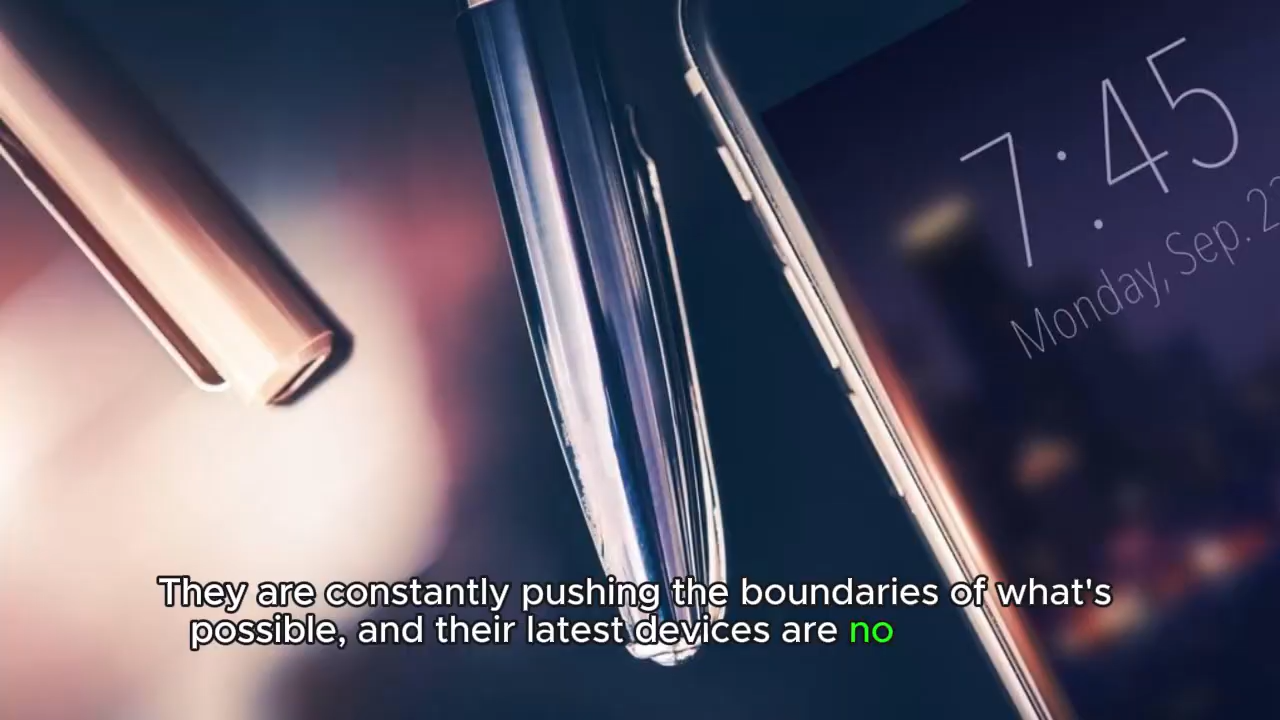 7:45
Monday, Sep. 2
They are constantly pushing the boundaries of what's
possible, and their latest devices are no